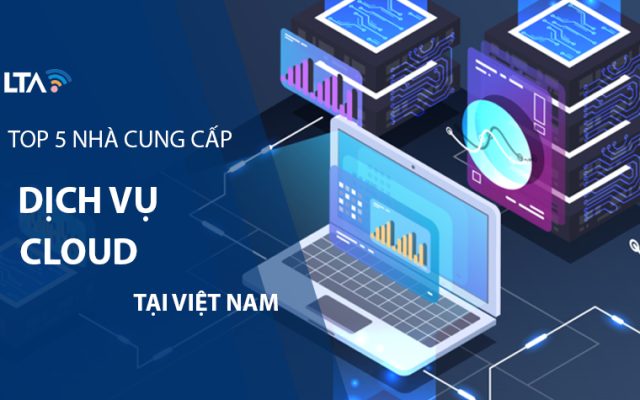 LTA
TOP 5 NHÀ CUNG CẤP
DỊCH VỤ
CLOUD
TẠI VIỆT NAM